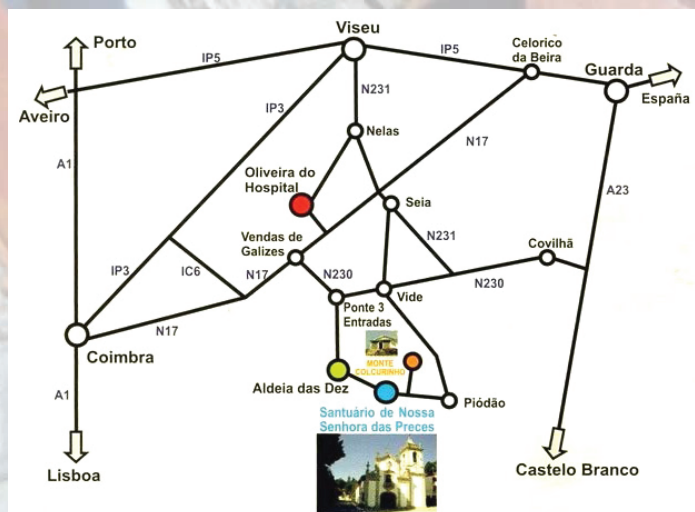 Viseu
Porto
IP5
IP5
Celorico
da Beira
Guarda
España
Aveiro
IP3
N231
Nelas
N17
A1
A23
Oliveira do
Hospital
Seia
Vendas de
Galizes
N231
Covilhã
IP3
IC6
N17
N230
N230
Vide
Ponte 3
Entradas
N17
Coimbra
MONTE
COLCURINHO
Aldeia das Dez
A1
Piódão
Santuário de Nossa
Senhora das Preces
Lisboa
Castelo Branco